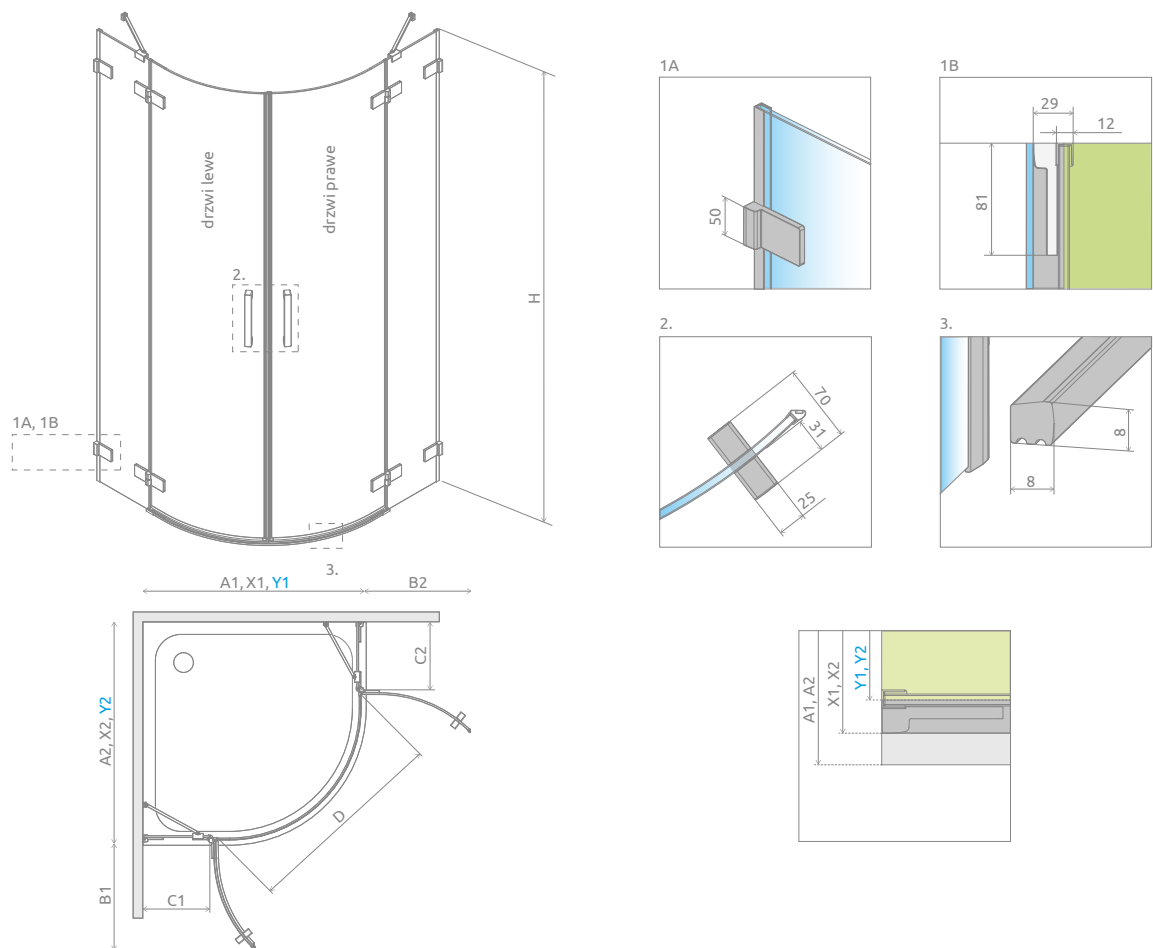 drzwi lewe
drzwi prawe
2.
H
1A, 1B
3.
1A
50
1B
29
12
81
2.
70
31
25
3.
8
8
A1, X1, Y1
B2
A2, X2, Y2
C2
D
B1
C1
A1, A2
X1, X2
Y1, Y2